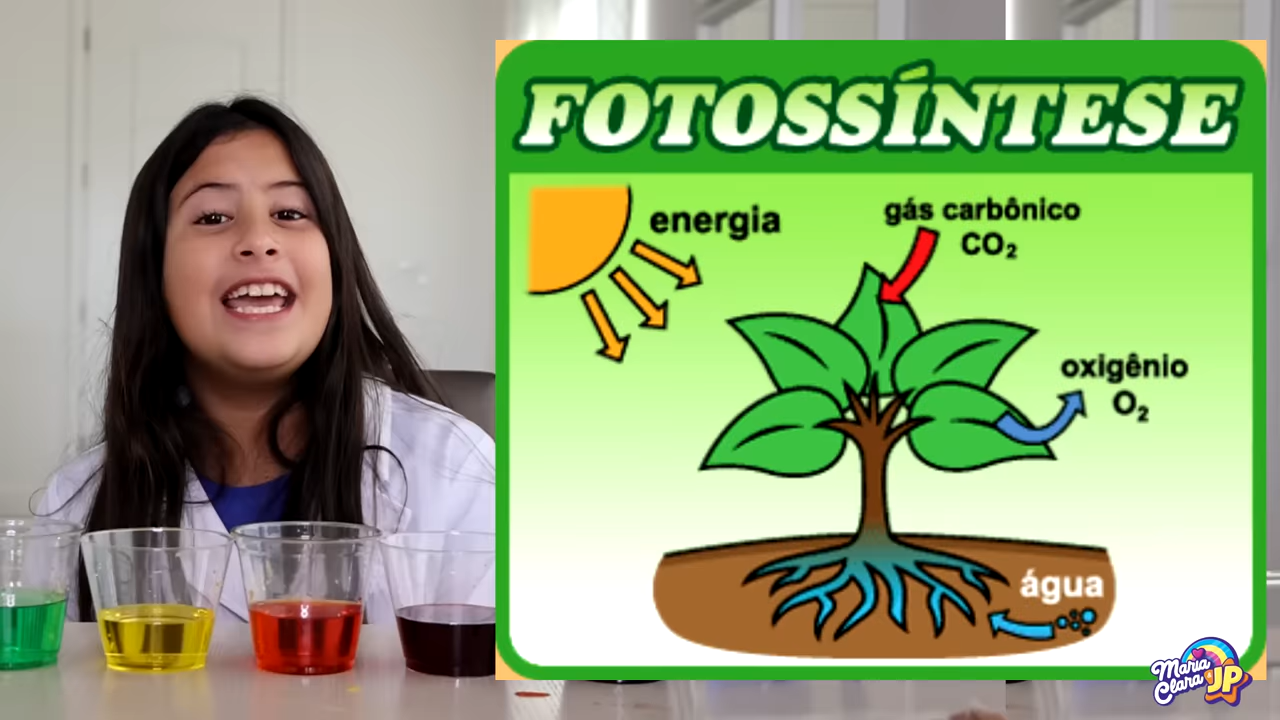 FOTOSSÍNTESE
energia
gás carbônico
CO₂
oxigênio
O₂
água
Maria
Clara
JP